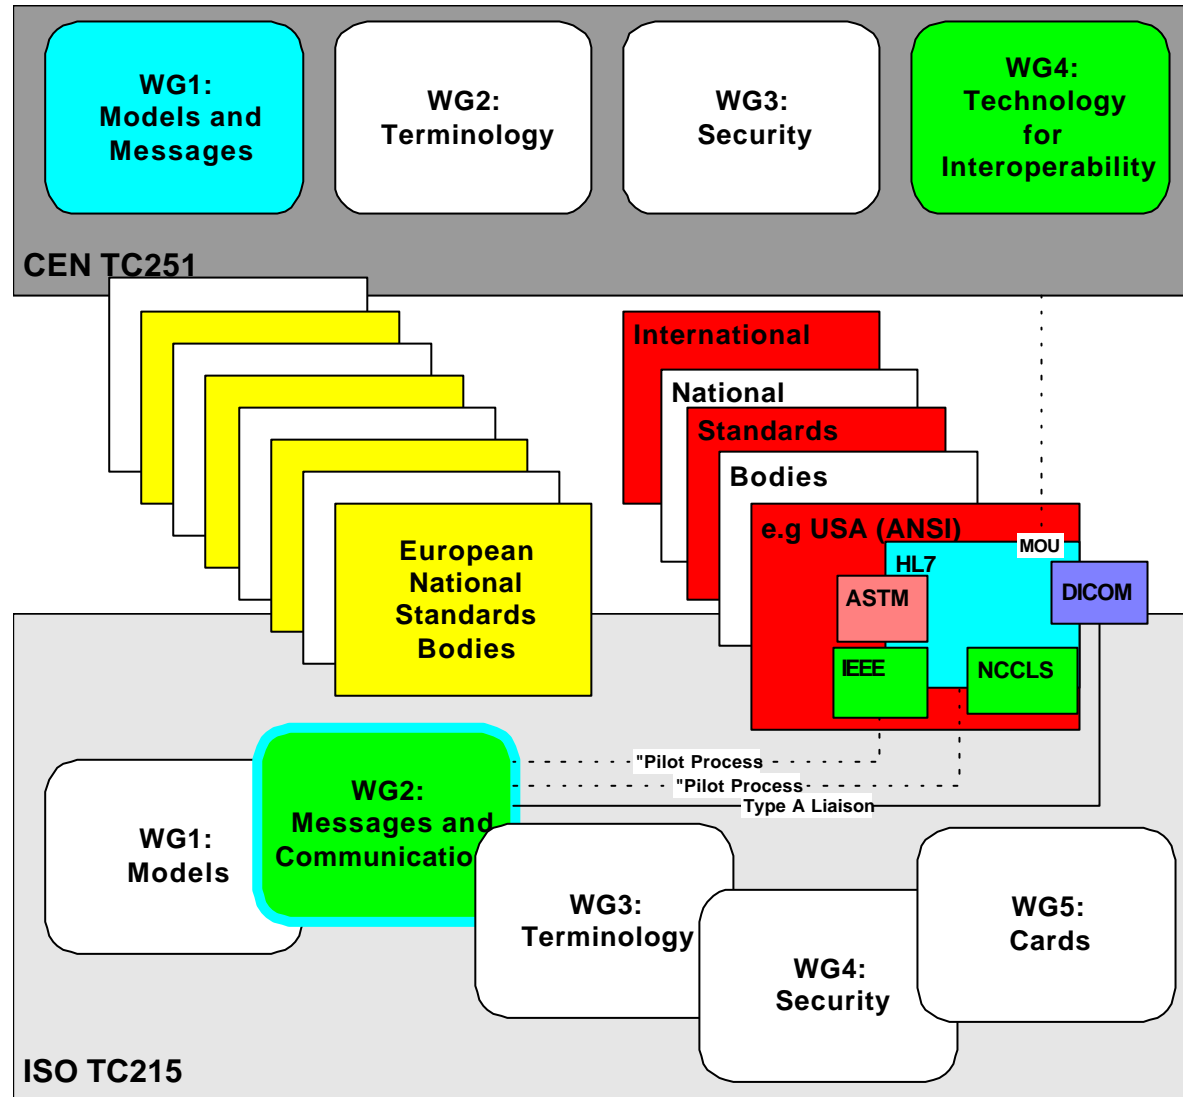 WG1:
Models and
Messages
WG2:
Terminology
WG3:
Security
WG4:
Technology
for
Interoperability
CEN TC251
International
National
Standards
Bodies
e.g USA (ANSI)
MOU
HL7
ASTM
DICOM
IEEE
NCCLS
European
National
Standards
Bodies
"Pilot Process
"Pilot Process
Type A Liaison
WG1:
Models
WG2:
Messages and
Communication
WG3:
Terminology
WG4:
Security
WG5:
Cards
ISO TC215